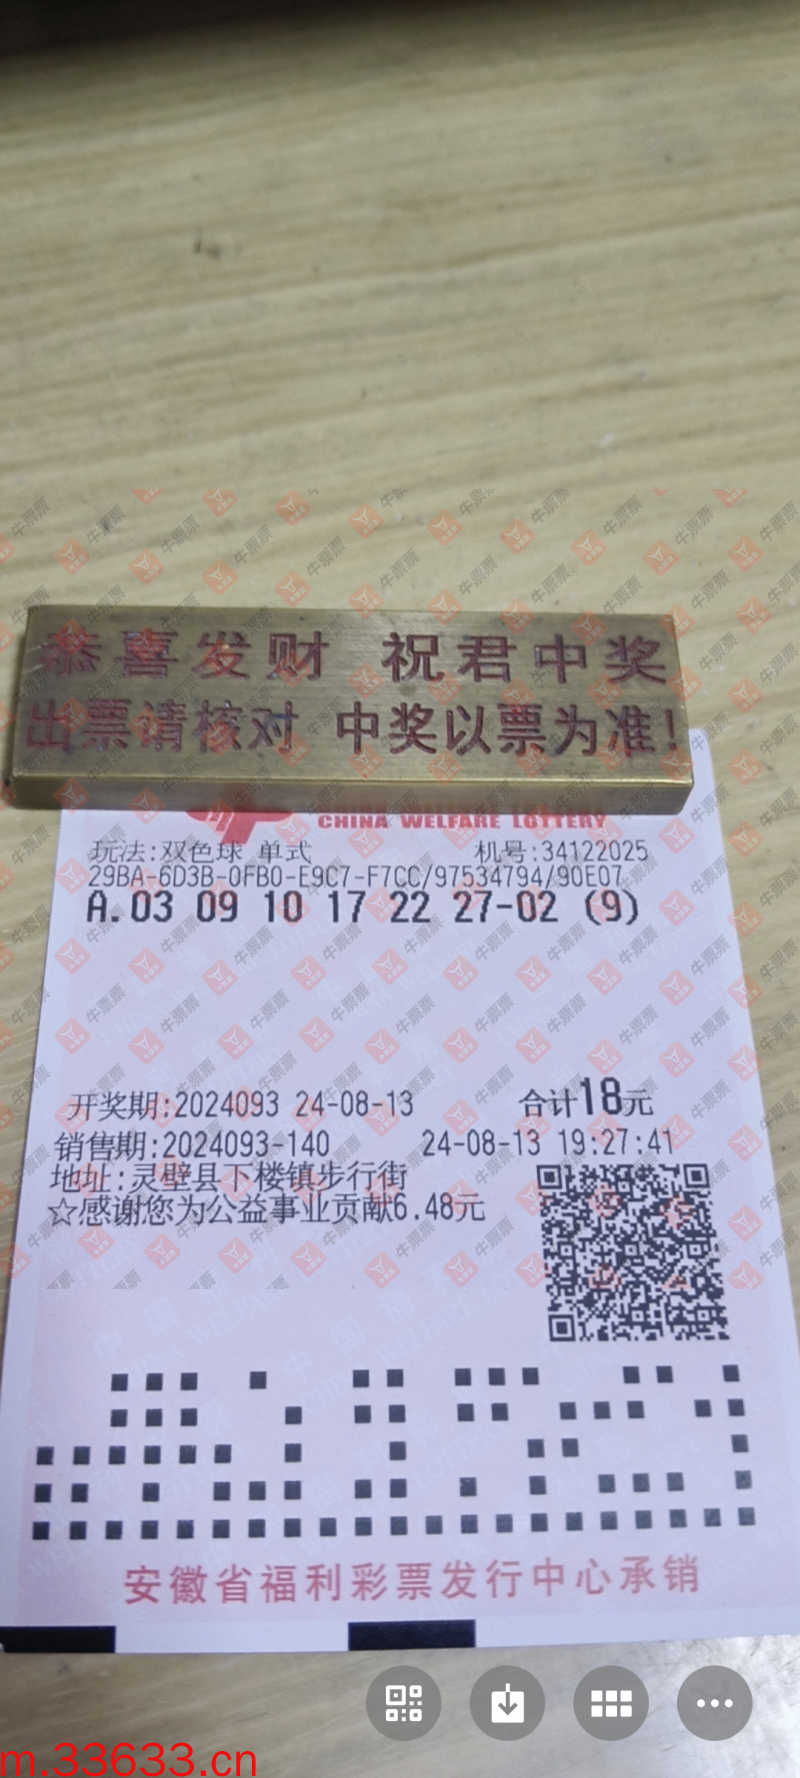 恭喜发财 祝君中奖
出票请核对 中奖以票为准!
CHINA WELFARE LOTTERY
玩法:双色球 单式 机号:34122025
29BA-6D3B-0FB0-E9C7-F7CC/97534794/90E07
A.03 09 10 17 22 27-02 (9)
开奖期:2024093 24-08-13 合计18元
销售期:2024093-140 24-08-13 19:27:41
地址:灵壁县下楼镇步行街
☆感谢您为公益事业贡献6.48元
安徽省福利彩票发行中心承销
牛票票
m.33633.cn